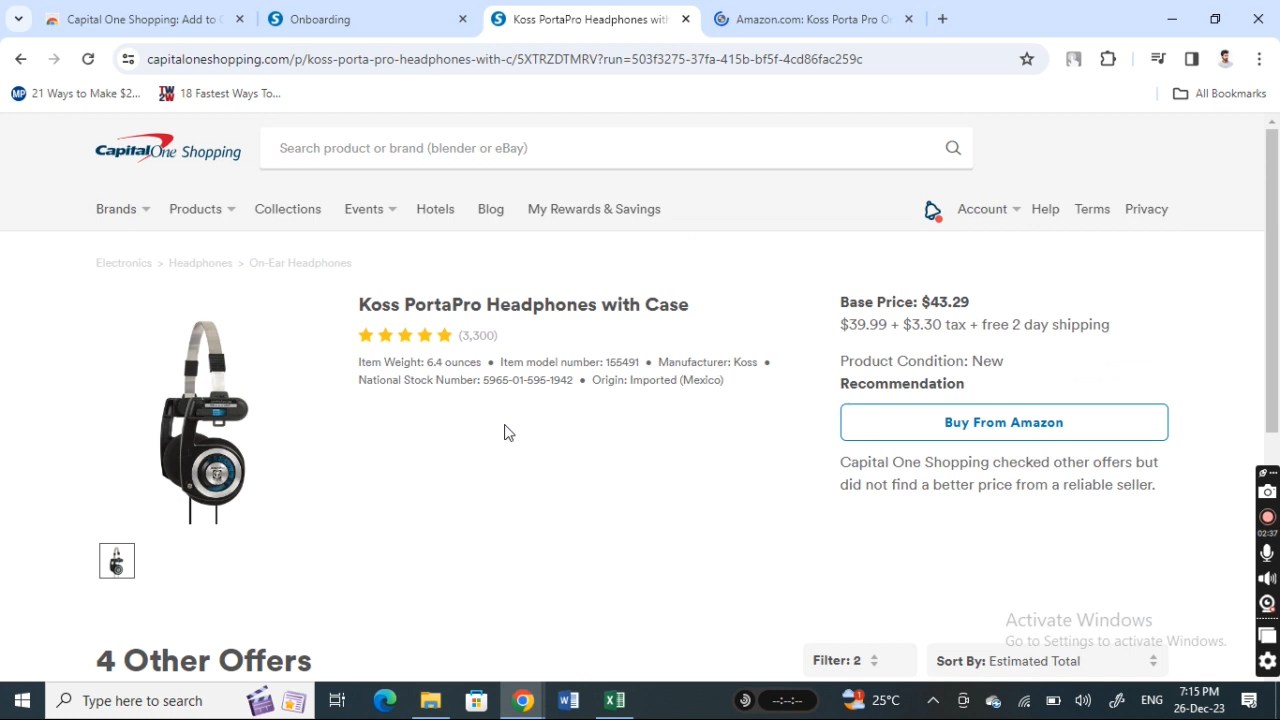 Capital One Shopping: Add to C
Onboarding
Koss PortaPro Headphones with
Amazon.com: Koss Porta Pro O
capitaloneshopping.com/p/koss-porta-pro-headphones-with-c/5XTRZDTMRV?run=503f3275-37fa-415b-bf5f-4cd86fac259c
21 Ways to Make $2...
18 Fastest Ways To...
All Bookmarks
Capital One Shopping
Search product or brand (blender or eBay)
Brands
Products
Collections
Events
Hotels
Blog
My Rewards & Savings
Account
Help
Terms
Privacy
Electronics > Headphones > On-Ear Headphones
Koss PortaPro Headphones with Case
(3,300)
Item Weight: 6.4 ounces • Item model number: 155491 • Manufacturer: Koss •
National Stock Number: 5965-01-595-1942 • Origin: Imported (Mexico)
Base Price: $43.29
$39.99 + $3.30 tax + free 2 day shipping
Product Condition: New
Recommendation
Buy From Amazon
Capital One Shopping checked other offers but
did not find a better price from a reliable seller.
02:37
4 Other Offers
Filter: 2
Sort By: Estimated Total
Activate Windows
Go to Settings to activate Windows.
Type here to search
--:--:--
25°C
ENG
7:15 PM
26-Dec-23